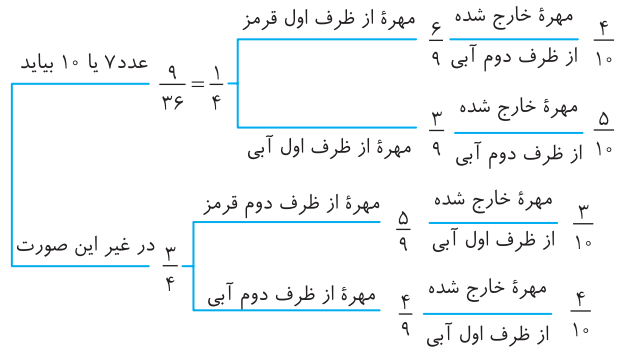 مهرهٔ از ظرف اول قرمز ۶/۹ مهرهٔ خارج شده از ظرف دوم آبی ۴/۱۰
عدد ۷ یا ۱۰ بیاید ۹/۳۶ = ۱/۴
مهرهٔ از ظرف اول آبی ۳/۹ مهرهٔ خارج شده از ظرف دوم آبی ۵/۱۰
در غیر این صورت ۳/۴
مهرهٔ از ظرف دوم قرمز ۵/۹ مهرهٔ خارج شده از ظرف اول آبی ۳/۱۰
مهرهٔ از ظرف دوم آبی ۴/۹ مهرهٔ خارج شده از ظرف اول آبی ۴/۱۰